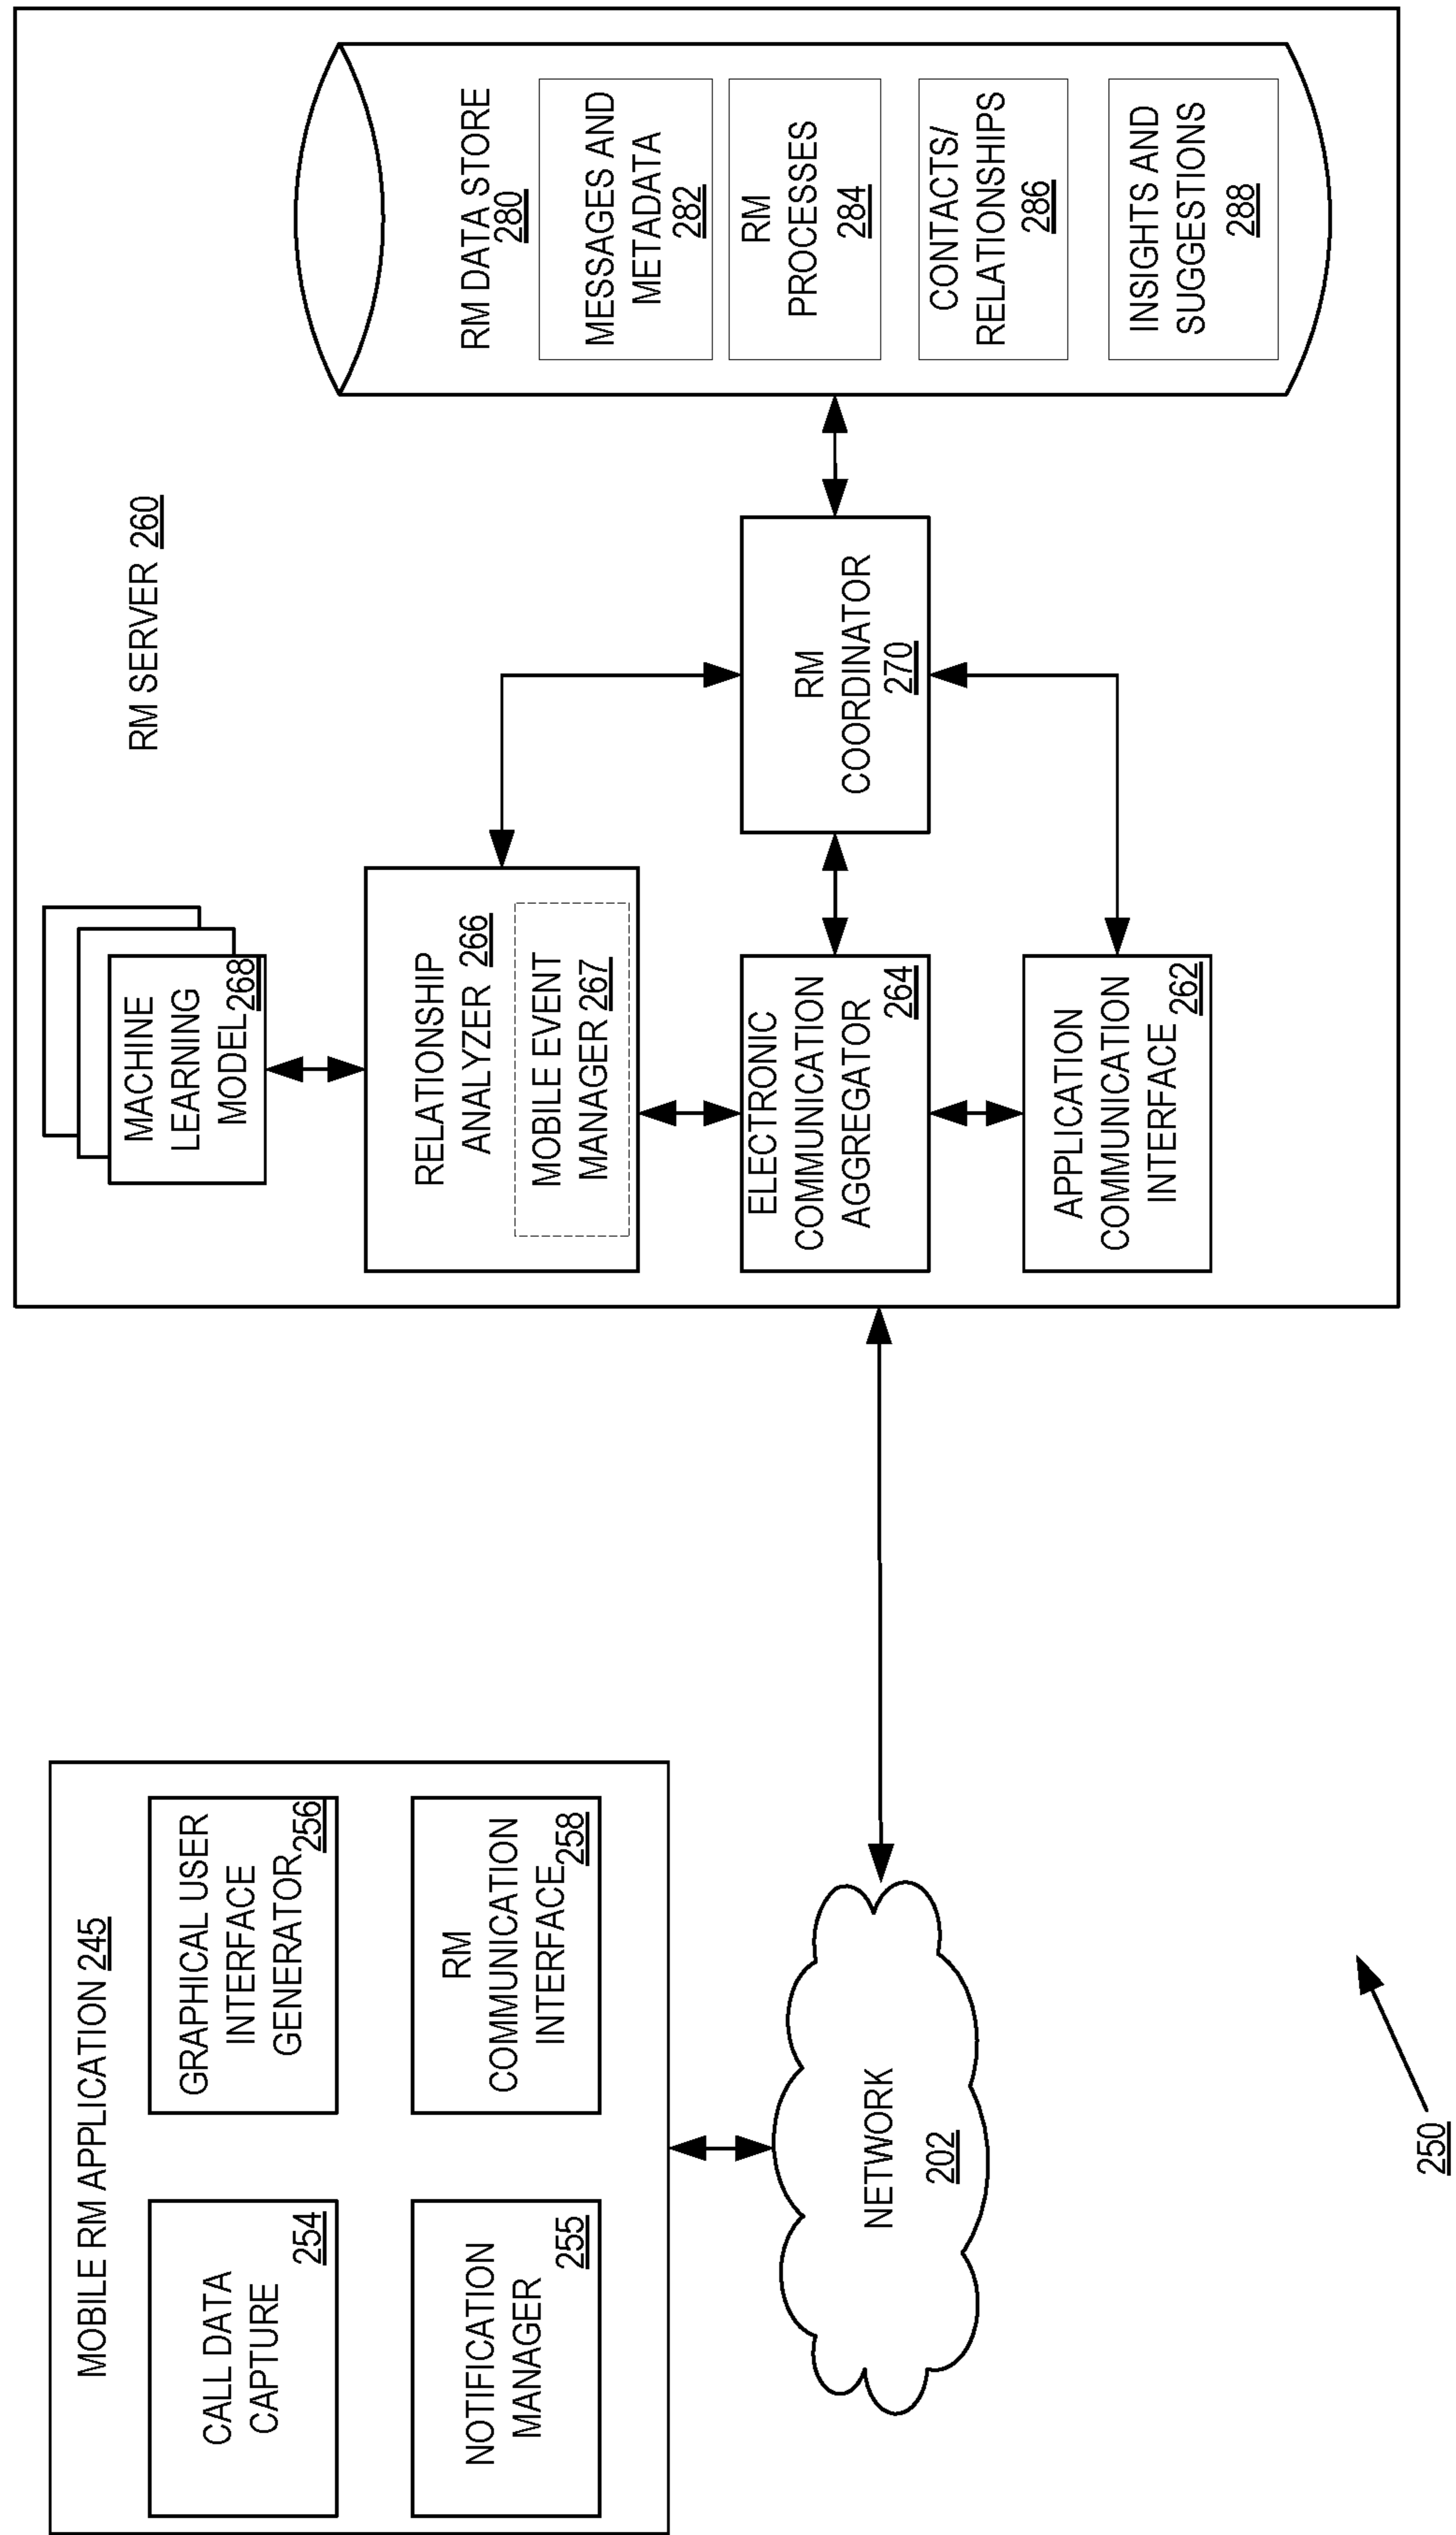 MOBILE RM APPLICATION 245
CALL DATA
CAPTURE
254
GRAPHICAL USER
INTERFACE
GENERATOR 256
NOTIFICATION
MANAGER
255
RM
COMMUNICATION
INTERFACE 258
NETWORK
202
250
RM SERVER 260
MACHINE
LEARNING
MODEL 268
RELATIONSHIP
ANALYZER 266
MOBILE EVENT
MANAGER 267
ELECTRONIC
COMMUNICATION
AGGREGATOR
264
APPLICATION
COMMUNICATION
INTERFACE
262
RM
COORDINATOR
270
RM DATA STORE
280
MESSAGES AND
METADATA
282
RM
PROCESSES
284
CONTACTS/
RELATIONSHIPS
286
INSIGHTS AND
SUGGESTIONS
288